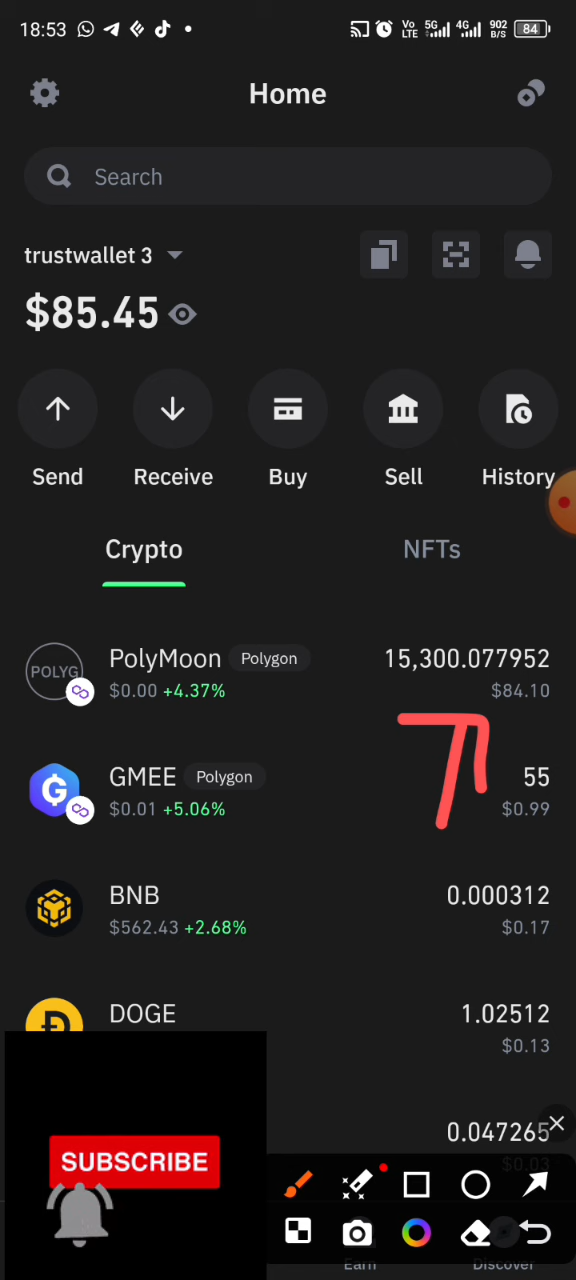 18:53 Vo LTE 5G 4G 902 B/S 84
Home
Search
trustwallet 3
$85.45
Send Receive Buy Sell History
Crypto NFTs
PolyMoon Polygon 15,300.077952
POLYG
$0.00 +4.37% $84.10
GMEE Polygon 55
$0.01 +5.06% $0.99
BNB 0.000312
$562.43 +2.68% $0.17
DOGE 1.02512
$0.13
0.047265
$0.03
SUBSCRIBE
Earn Discover